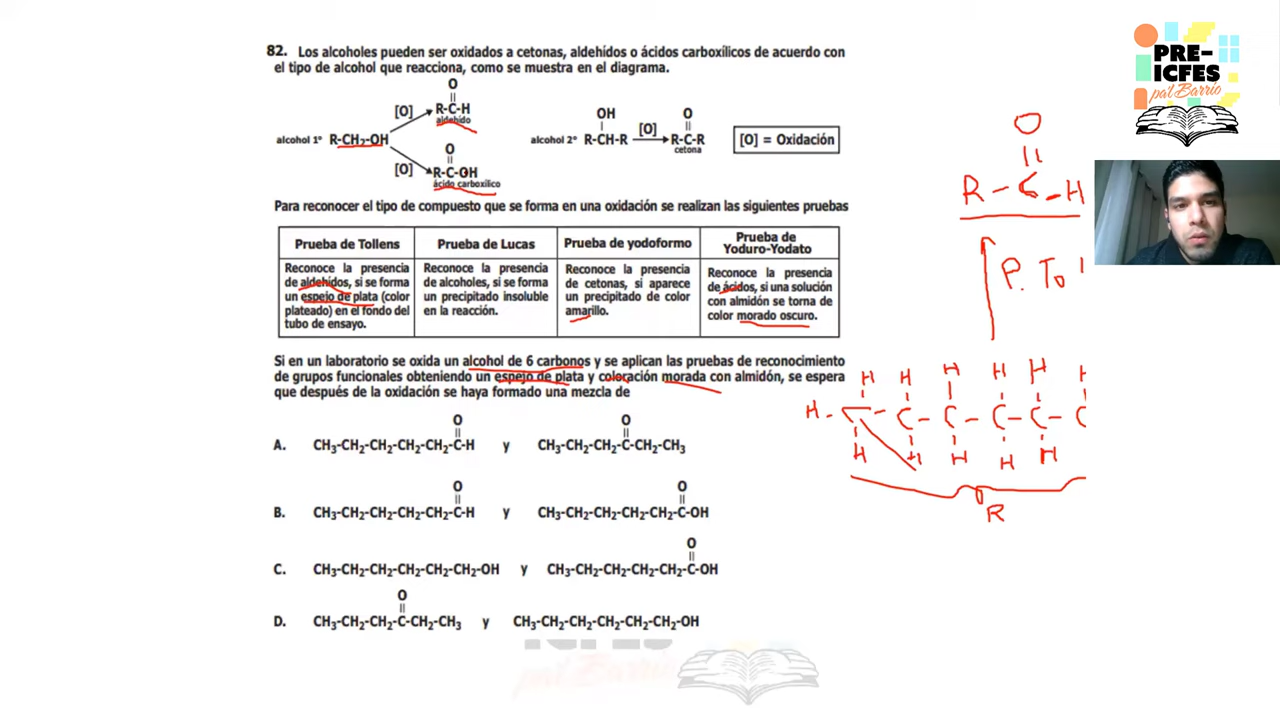 82. Los alcoholes pueden ser oxidados a cetonas, aldehídos o ácidos carboxílicos de acuerdo con
el tipo de alcohol que reacciona, como se muestra en el diagrama.
PRE-
ICFES
pa'l Barrio
O
||
[O] R-C-H
aldehído
alcohol 1° R-CH₂-OH
O
||
[O] R-C-OH
ácido carboxílico
OH O
| ||
alcohol 2° R-CH-R [O] R-C-R
cetona
[O] = Oxidación
O
||
R - C - H
P. To
Para reconocer el tipo de compuesto que se forma en una oxidación se realizan las siguientes pruebas
Prueba de Tollens
Reconoce la presencia
de aldehídos, si se forma
un espejo de plata (color
plateado) en el fondo del
tubo de ensayo.
Prueba de Lucas
Reconoce la presencia
de alcoholes, si se forma
un precipitado insoluble
en la reacción.
Prueba de yodoformo
Reconoce la presencia
de cetonas, si aparece
un precipitado de color
amarillo.
Prueba de
Yoduro-Yodato
Reconoce la presencia
de ácidos, si una solución
con almidón se torna de
color morado oscuro.
Si en un laboratorio se oxida un alcohol de 6 carbonos y se aplican las pruebas de reconocimiento
de grupos funcionales obteniendo un espejo de plata y coloración morada con almidón, se espera
que después de la oxidación se haya formado una mezcla de
H H H H H H
H - C - C - C - C - C - C
H H H H H
R
O O
|| ||
A. CH₃-CH₂-CH₂-CH₂-CH₂-C-H y CH₃-CH₂-CH₂-C-CH₂-CH₃
O O
|| ||
B. CH₃-CH₂-CH₂-CH₂-CH₂-C-H y CH₃-CH₂-CH₂-CH₂-CH₂-C-OH
O
||
C. CH₃-CH₂-CH₂-CH₂-CH₂-CH₂-OH y CH₃-CH₂-CH₂-CH₂-CH₂-C-OH
O
||
D. CH₃-CH₂-CH₂-C-CH₂-CH₃ y CH₃-CH₂-CH₂-CH₂-CH₂-CH₂-OH
ICFES
pa'l Barrio